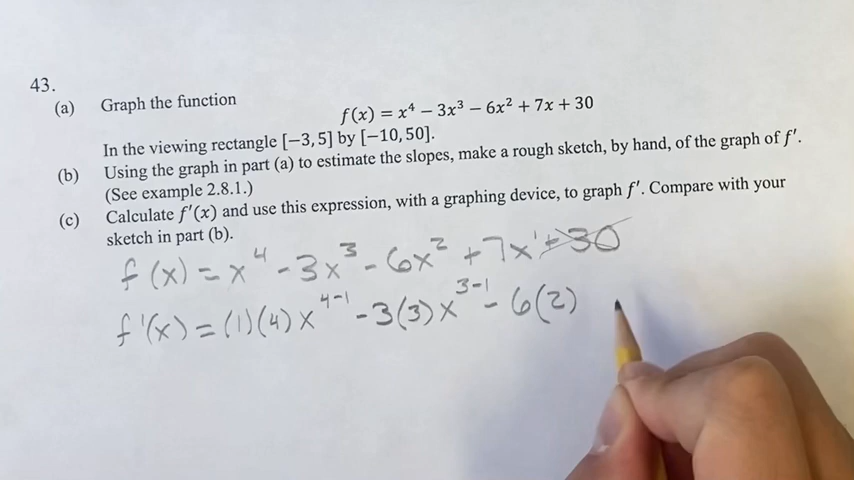 43.
(a) Graph the function
f(x) = x⁴ − 3x³ − 6x² + 7x + 30
In the viewing rectangle [−3, 5] by [−10, 50].
(b) Using the graph in part (a) to estimate the slopes, make a rough sketch, by hand, of the graph of f′.
(See example 2.8.1.)
(c) Calculate f′(x) and use this expression, with a graphing device, to graph f′. Compare with your
sketch in part (b).
f(x) = x⁴ − 3x³ − 6x² + 7x¹ + 30
f'(x) = (1)(4)x⁴⁻¹ − 3(3)x³⁻¹ − 6(2)